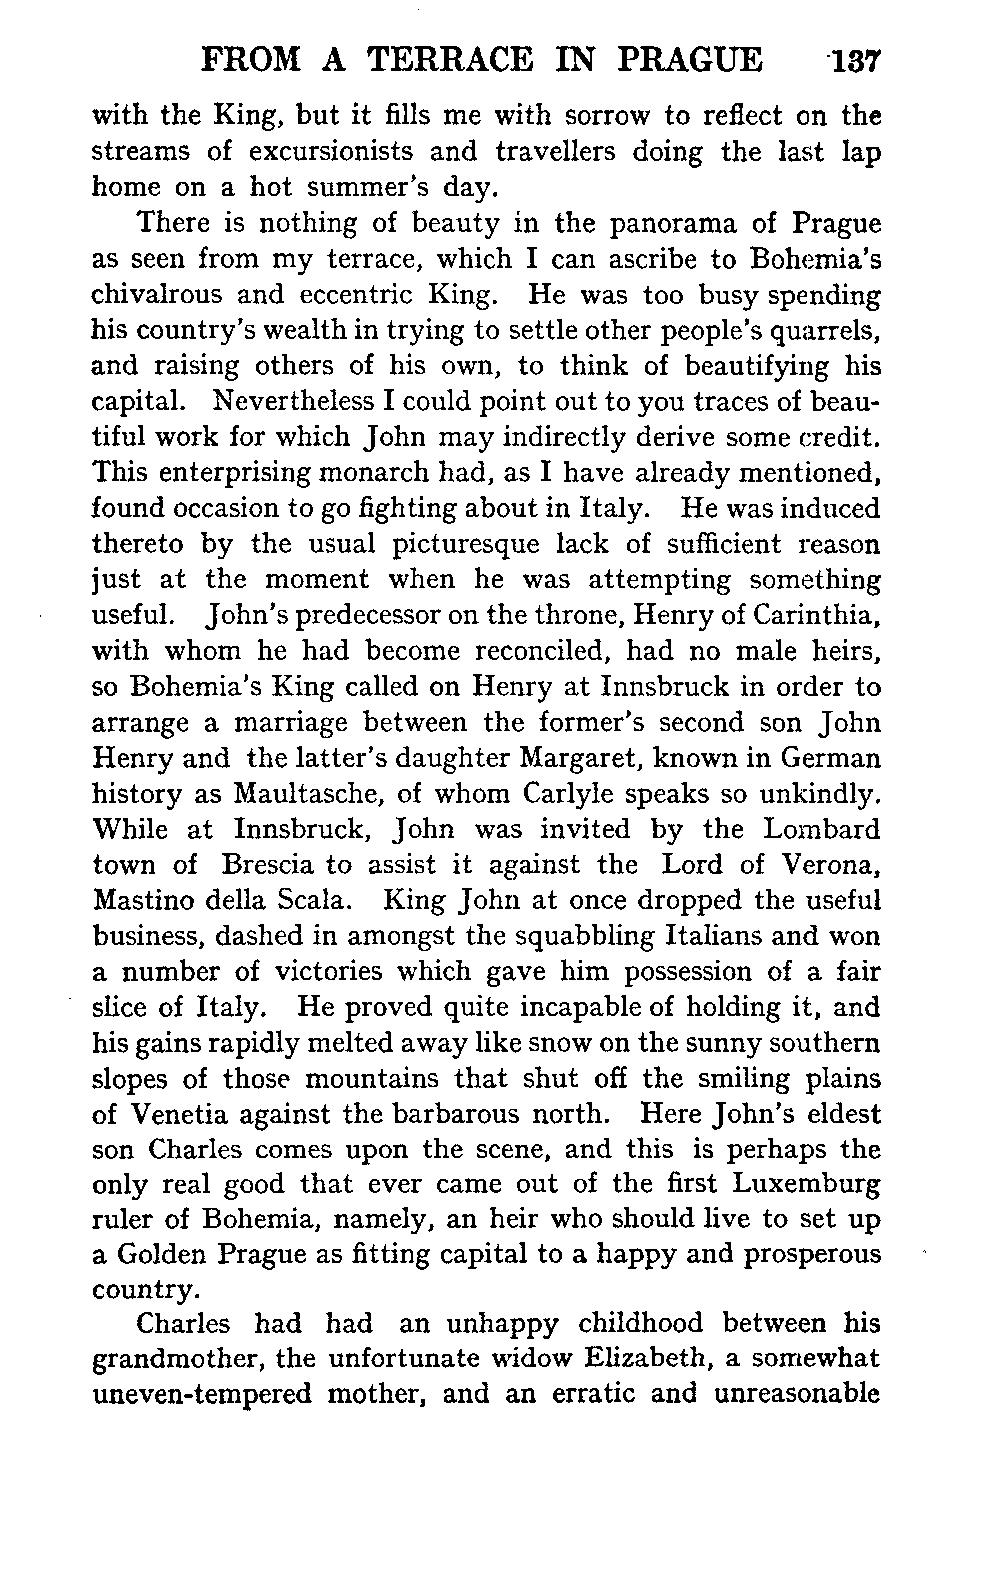 FROM A TERRACE IN PRAGUE 137
with the King, but it fills me with sorrow to reflect on the
streams of excursionists and travellers doing the last lap
home on a hot summer's day.
There is nothing of beauty in the panorama of Prague
as seen from my terrace, which I can ascribe to Bohemia's
chivalrous and eccentric King. He was too busy spending
his country's wealth in trying to settle other people's quarrels,
and raising others of his own, to think of beautifying his
capital. Nevertheless I could point out to you traces of beau-
tiful work for which John may indirectly derive some credit.
This enterprising monarch had, as I have already mentioned,
found occasion to go fighting about in Italy. He was induced
thereto by the usual picturesque lack of sufficient reason
just at the moment when he was attempting something
useful. John's predecessor on the throne, Henry of Carinthia,
with whom he had become reconciled, had no male heirs,
so Bohemia's King called on Henry at Innsbruck in order to
arrange a marriage between the former's second son John
Henry and the latter's daughter Margaret, known in German
history as Maultasche, of whom Carlyle speaks so unkindly.
While at Innsbruck, John was invited by the Lombard
town of Brescia to assist it against the Lord of Verona,
Mastino della Scala. King John at once dropped the useful
business, dashed in amongst the squabbling Italians and won
a number of victories which gave him possession of a fair
slice of Italy. He proved quite incapable of holding it, and
his gains rapidly melted away like snow on the sunny southern
slopes of those mountains that shut off the smiling plains
of Venetia against the barbarous north. Here John's eldest
son Charles comes upon the scene, and this is perhaps the
only real good that ever came out of the first Luxemburg
ruler of Bohemia, namely, an heir who should live to set up
a Golden Prague as fitting capital to a happy and prosperous
country.
Charles had had an unhappy childhood between his
grandmother, the unfortunate widow Elizabeth, a somewhat
uneven-tempered mother, and an erratic and unreasonable